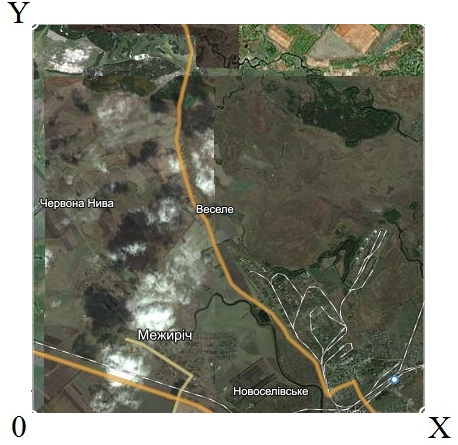 Y
Червона Нива
Веселе
Межиріч
Новоселівське
0
X